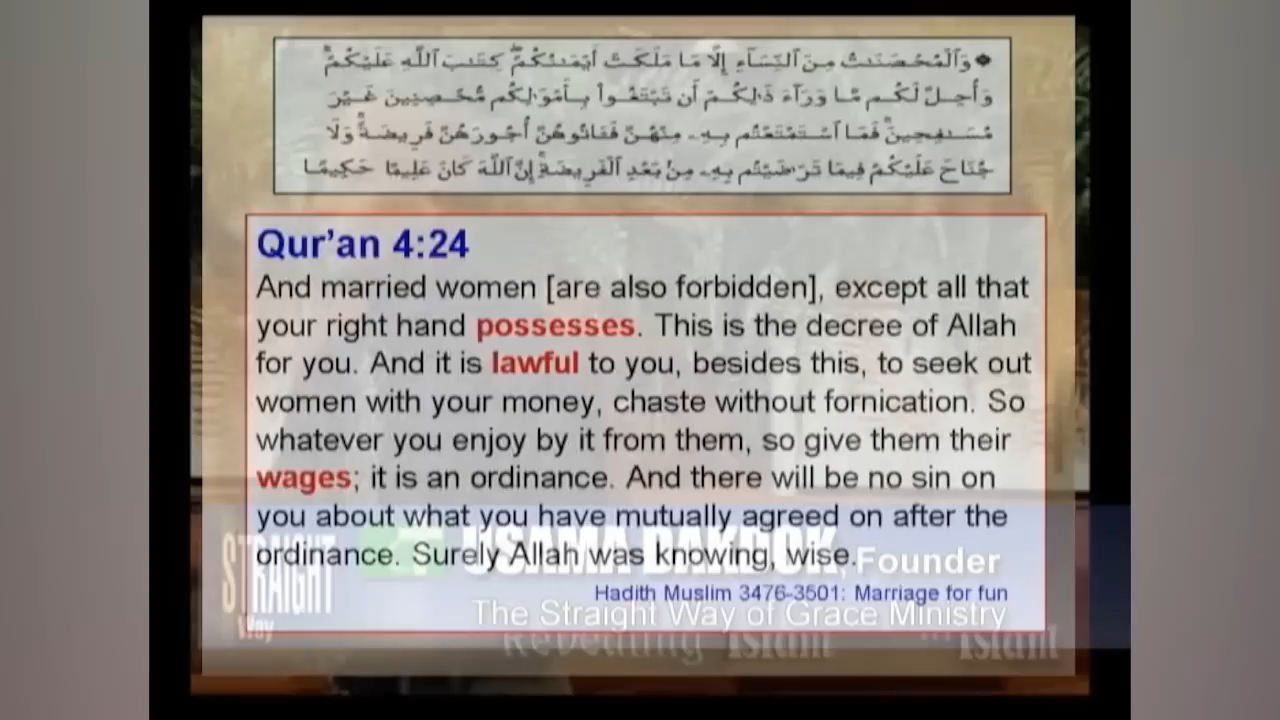 وَٱلْمُحْصَنَـٰتُ مِنَ ٱلنِّسَآءِ إِلَّا مَا مَلَكَتْ أَيْمَـٰنُكُمْ ۖ كِتَـٰبَ ٱللَّهِ عَلَيْكُمْ ۚ
وَأُحِلَّ لَكُم مَّا وَرَآءَ ذَٰلِكُمْ أَن تَبْتَغُوا۟ بِأَمْوَٰلِكُم مُّحْصِنِينَ غَيْرَ
مُسَـٰفِحِينَ ۚ فَمَا ٱسْتَمْتَعْتُم بِهِۦ مِنْهُنَّ فَـَٔاتُوهُنَّ أُجُورَهُنَّ فَرِيضَةً ۚ وَلَا
جُنَاحَ عَلَيْكُمْ فِيمَا تَرَٰضَيْتُم بِهِۦ مِنۢ بَعْدِ ٱلْفَرِيضَةِ ۚ إِنَّ ٱللَّهَ كَانَ عَلِيمًا حَكِيمًا
Qur’an 4:24
And married women [are also forbidden], except all that
your right hand possesses. This is the decree of Allah
for you. And it is lawful to you, besides this, to seek out
women with your money, chaste without fornication. So
whatever you enjoy by it from them, so give them their
wages; it is an ordinance. And there will be no sin on
you about what you have mutually agreed on after the
ordinance. Surely Allah was knowing, wise.
Hadith Muslim 3476-3501: Marriage for fun
STRAIGHT
Way
USAMA DAKDOK, Founder
The Straight Way of Grace Ministry
Revealing Islam
Islam